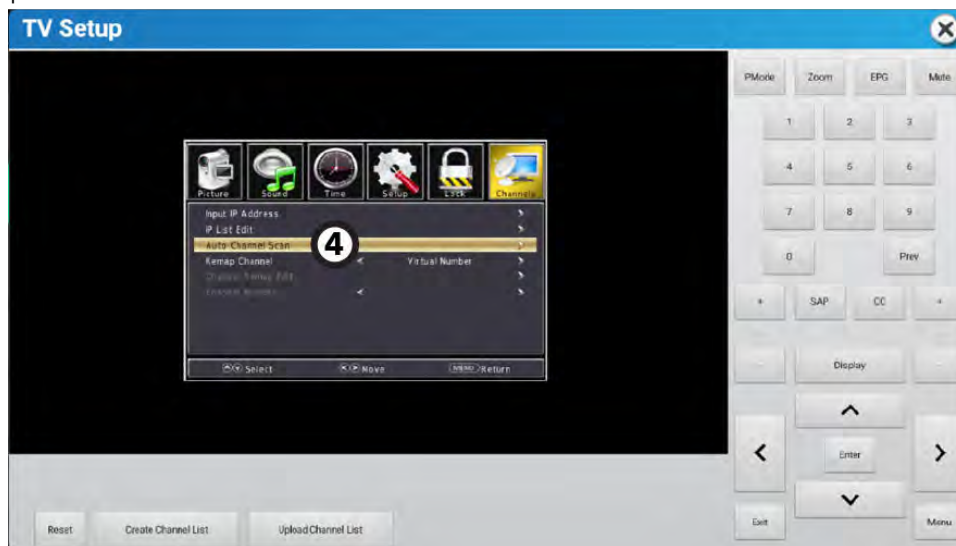 TV Setup
PMode Zoom EPG Mute
1 2 3
4 5 6
7 8 9
0 Prev
+ SAP CC +
- Display -
Enter
Exit Menu
Picture Sound Time Setup Lock Channels
Input IP Address
IP List Edit
Auto Channel Scan
4
Remap Channel Virtual Number
Select Move MENU Return
Reset Create Channel List Upload Channel List